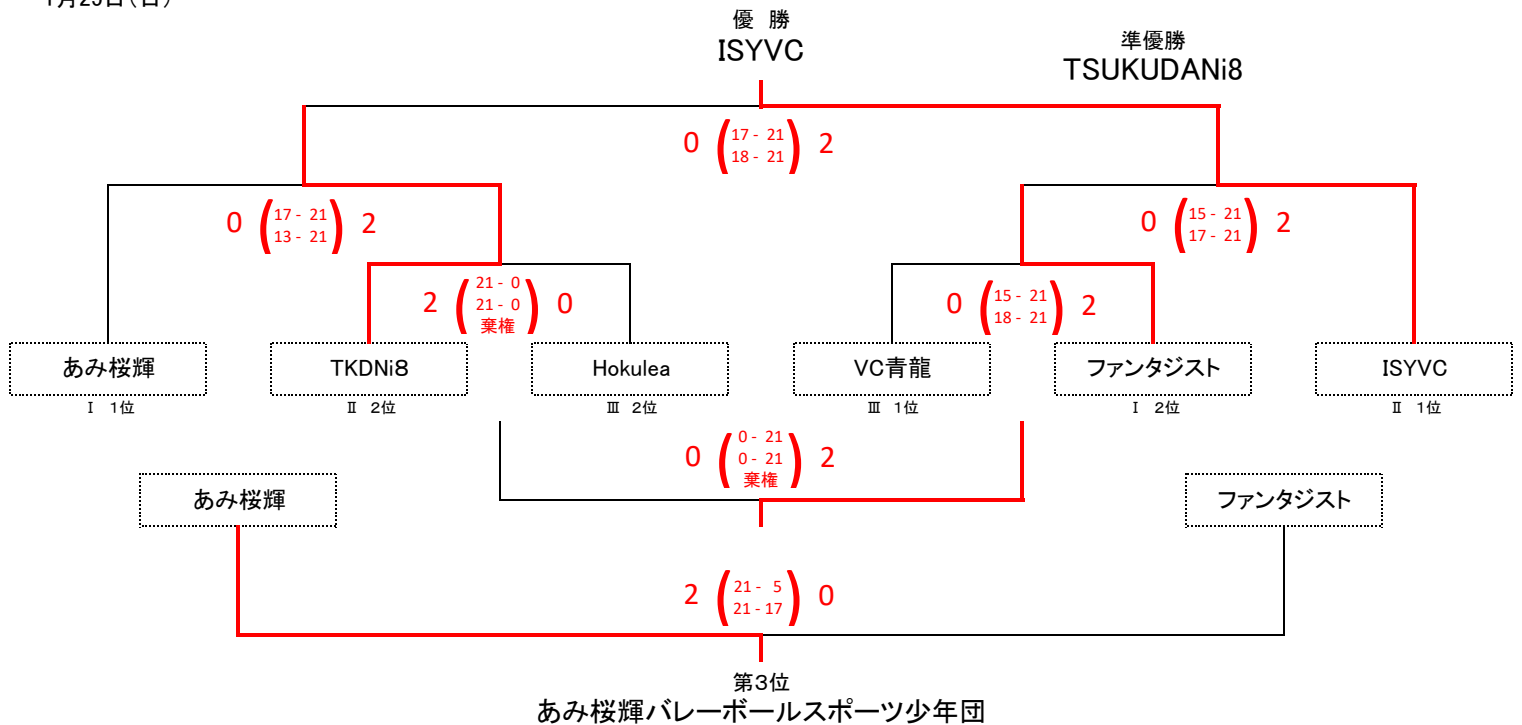 優 勝
ISYVC
準優勝
TSUKUDANi8
0 17 - 21 2
18 - 21
0 17 - 21 2
13 - 21
0 15 - 21 2
17 - 21
2 21 - 0 0
21 - 0
棄権
0 15 - 21 2
18 - 21
あみ桜輝 TKDNi8 Hokulea VC青龍 ファンタジスト ISYVC
Ⅰ 1位 Ⅱ 2位 Ⅲ 2位 Ⅲ 1位 Ⅰ 2位 Ⅱ 1位
0 0 - 21 2
0 - 21
棄権
あみ桜輝 ファンタジスト
2 21 - 5 0
21 - 17
第3位
あみ桜輝バレーボールスポーツ少年団